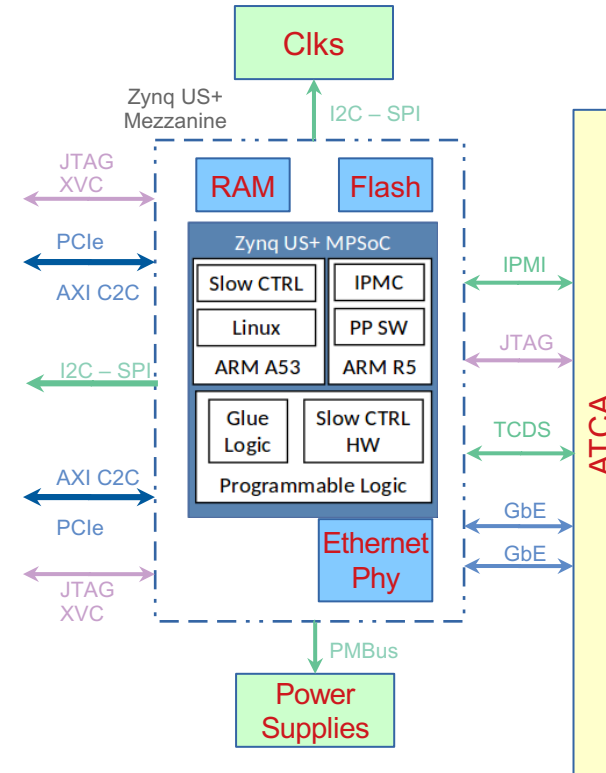 Clks
Zynq US+
Mezzanine
I2C – SPI
JTAG
XVC
RAM
Flash
PCIe
Zynq US+ MPSoC
AXI C2C
Slow CTRL
IPMC
IPMI
Linux
PP SW
ARM A53
ARM R5
JTAG
I2C – SPI
Glue
Logic
Slow CTRL
HW
TCDS
ATCA
AXI C2C
Programmable Logic
GbE
PCIe
Ethernet
Phy
GbE
JTAG
XVC
PMBus
Power
Supplies